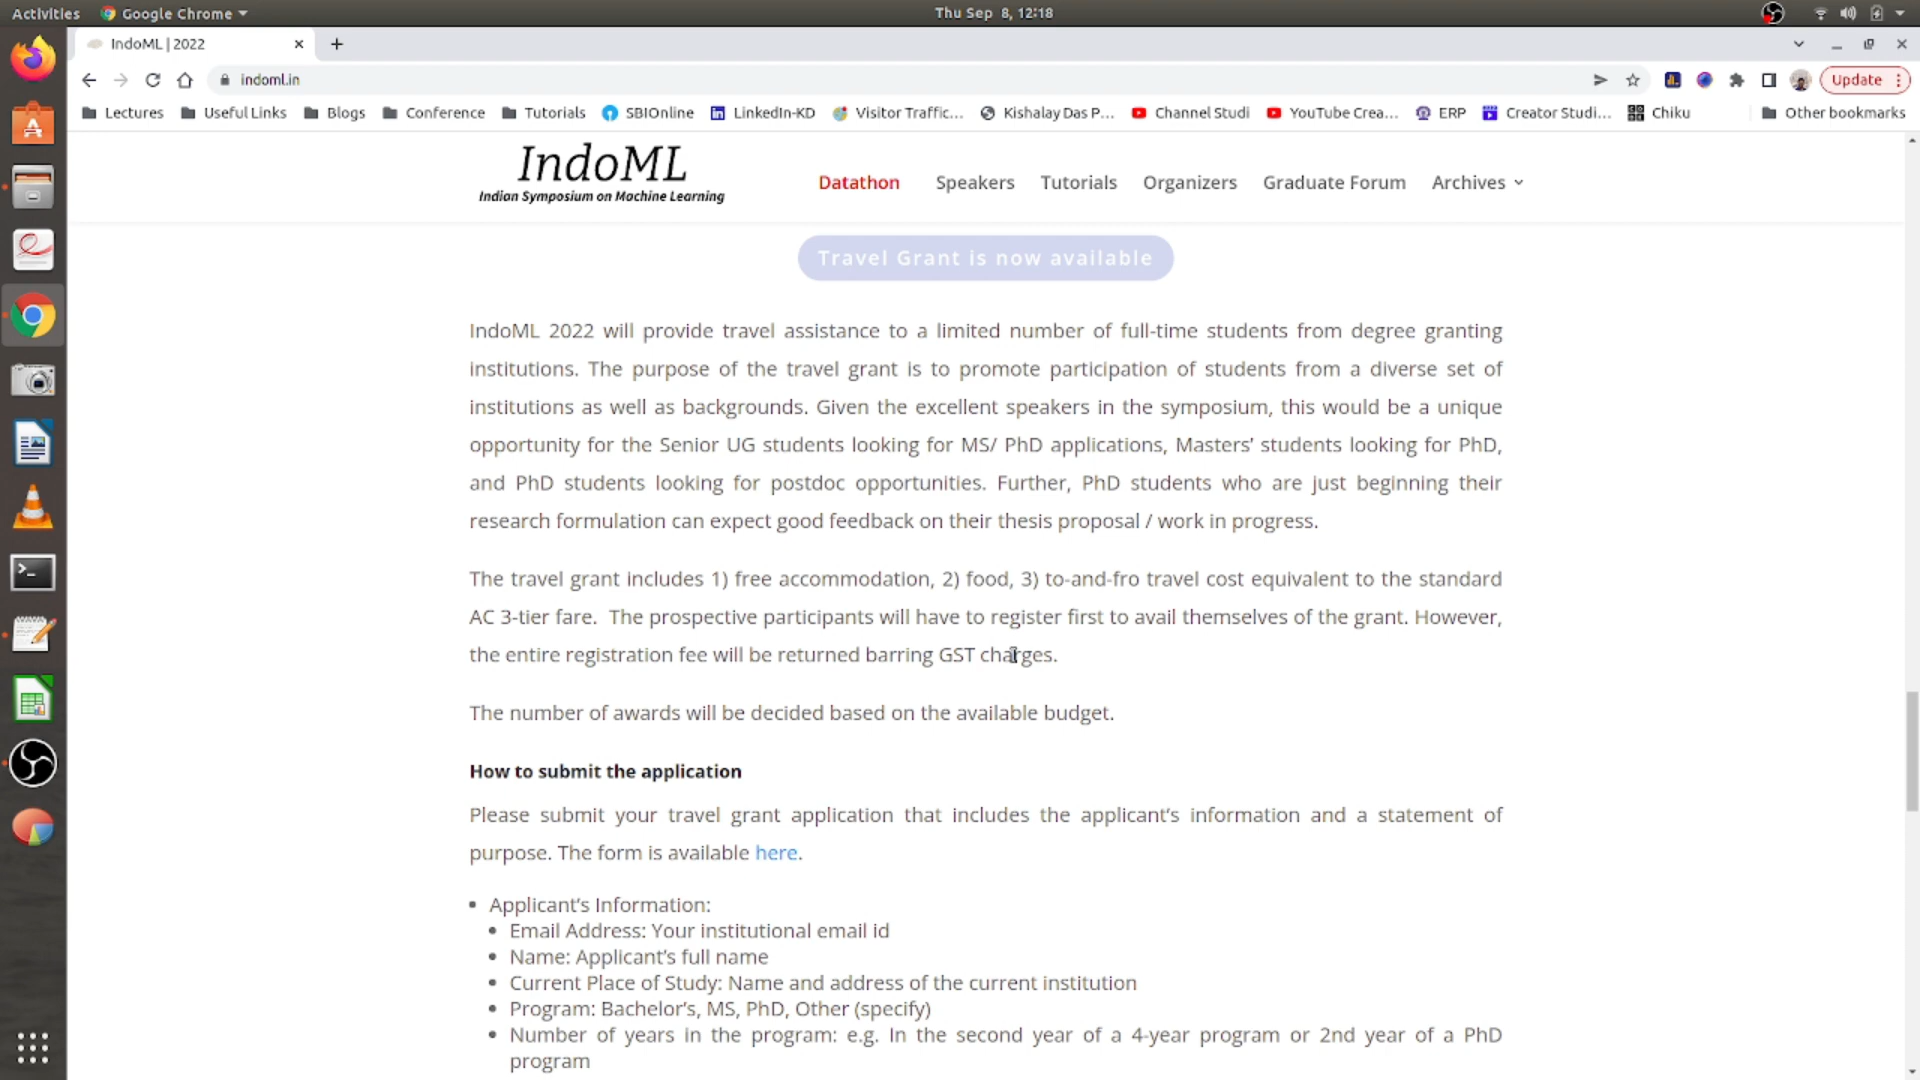 Activities Google Chrome Thu Sep 8, 12:18
IndoML | 2022
indoml.in Update
Lectures Useful Links Blogs Conference Tutorials SBIOnline LinkedIn-KD Visitor Traffic... Kishalay Das P... Channel Studi YouTube Crea... ERP Creator Studi... Chiku Other bookmarks
IndoML
Indian Symposium on Machine Learning
Datathon Speakers Tutorials Organizers Graduate Forum Archives
Travel Grant is now available
IndoML 2022 will provide travel assistance to a limited number of full-time students from degree granting
institutions. The purpose of the travel grant is to promote participation of students from a diverse set of
institutions as well as backgrounds. Given the excellent speakers in the symposium, this would be a unique
opportunity for the Senior UG students looking for MS/ PhD applications, Masters' students looking for PhD,
and PhD students looking for postdoc opportunities. Further, PhD students who are just beginning their
research formulation can expect good feedback on their thesis proposal / work in progress.
The travel grant includes 1) free accommodation, 2) food, 3) to-and-fro travel cost equivalent to the standard
AC 3-tier fare. The prospective participants will have to register first to avail themselves of the grant. However,
the entire registration fee will be returned barring GST charges.
The number of awards will be decided based on the available budget.
How to submit the application
Please submit your travel grant application that includes the applicant's information and a statement of
purpose. The form is available here.
• Applicant's Information:
• Email Address: Your institutional email id
• Name: Applicant's full name
• Current Place of Study: Name and address of the current institution
• Program: Bachelor's, MS, PhD, Other (specify)
• Number of years in the program: e.g. In the second year of a 4-year program or 2nd year of a PhD
program